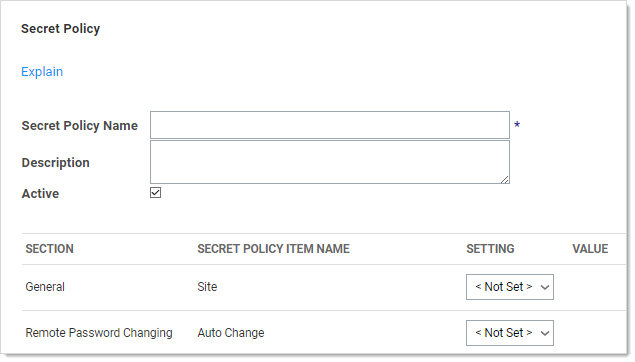 Secret Policy
Explain
Secret Policy Name *
Description
Active
SECTION SECRET POLICY ITEM NAME SETTING VALUE
General Site < Not Set >
Remote Password Changing Auto Change < Not Set >